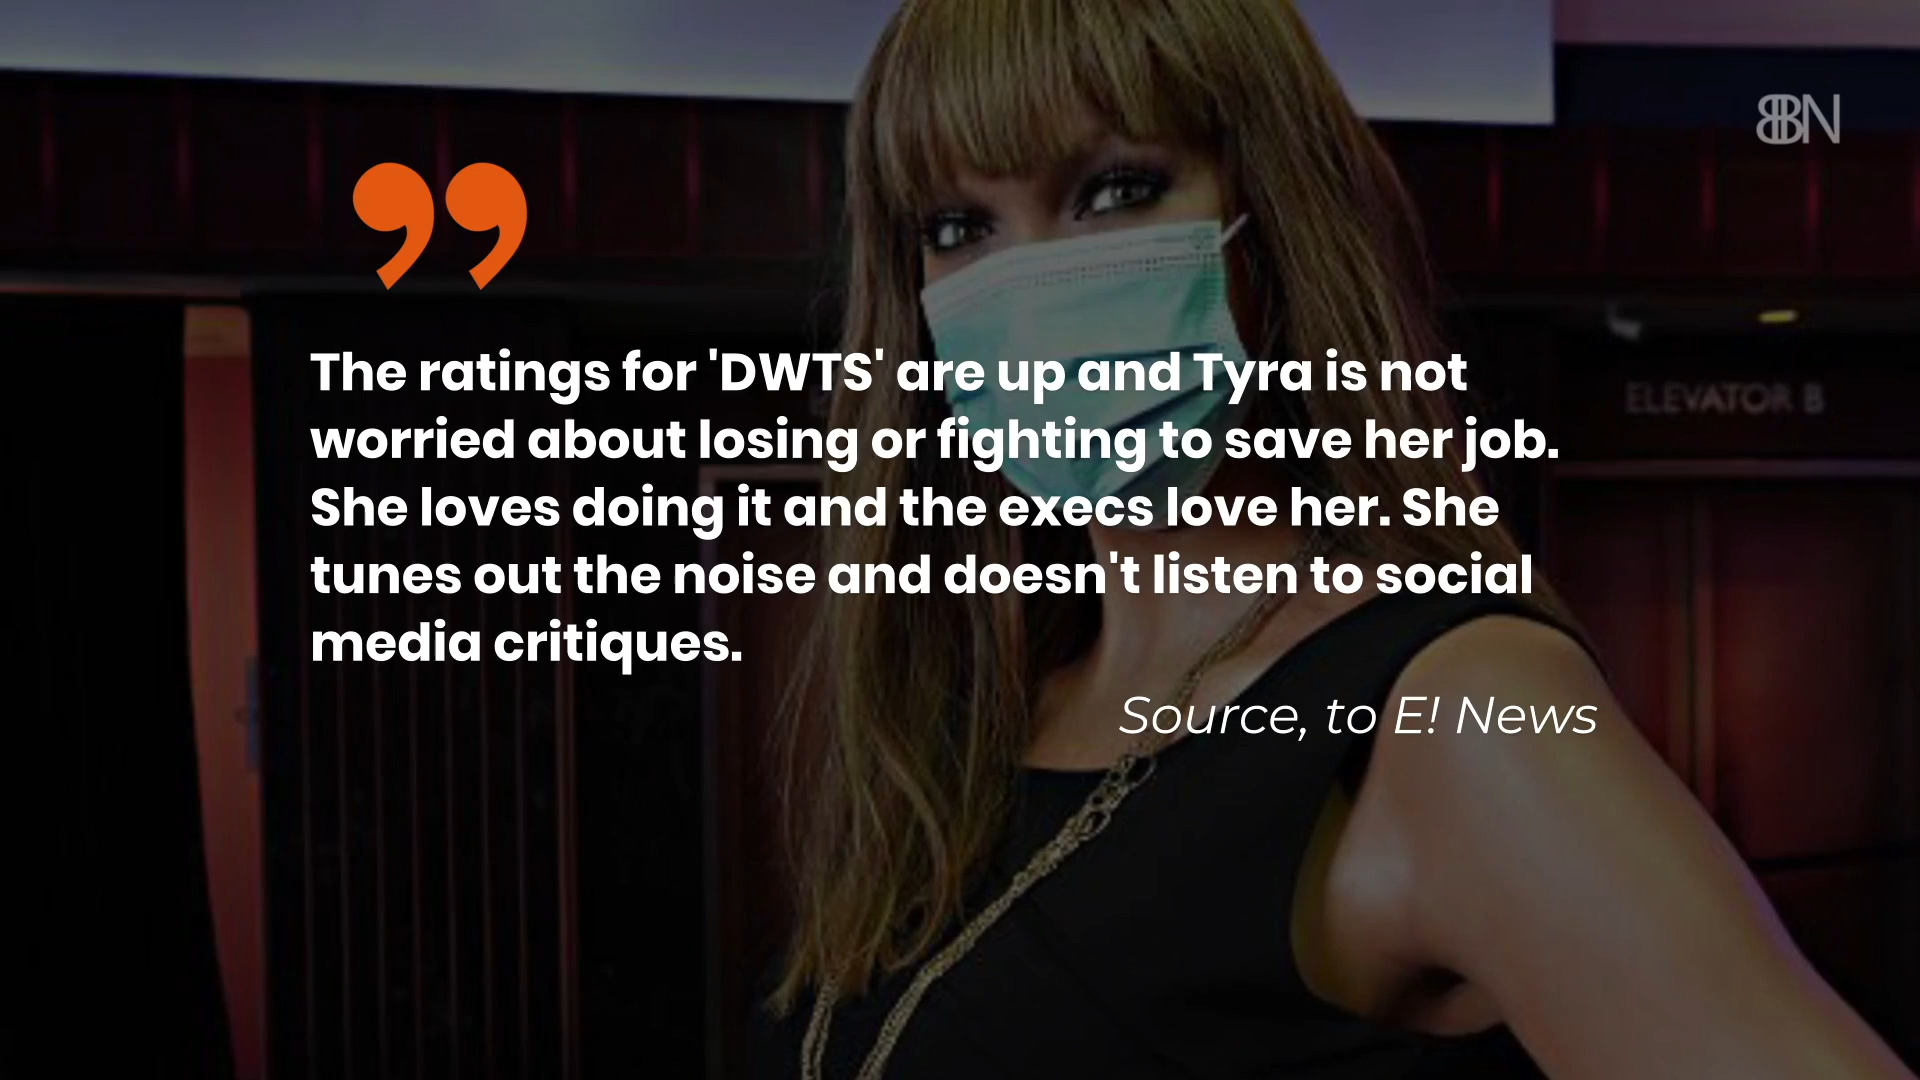 BBN
”
The ratings for 'DWTS' are up and Tyra is not
worried about losing or fighting to save her job.
She loves doing it and the execs love her. She
tunes out the noise and doesn't listen to social
media critiques.
ELEVATOR B
Source, to E! News